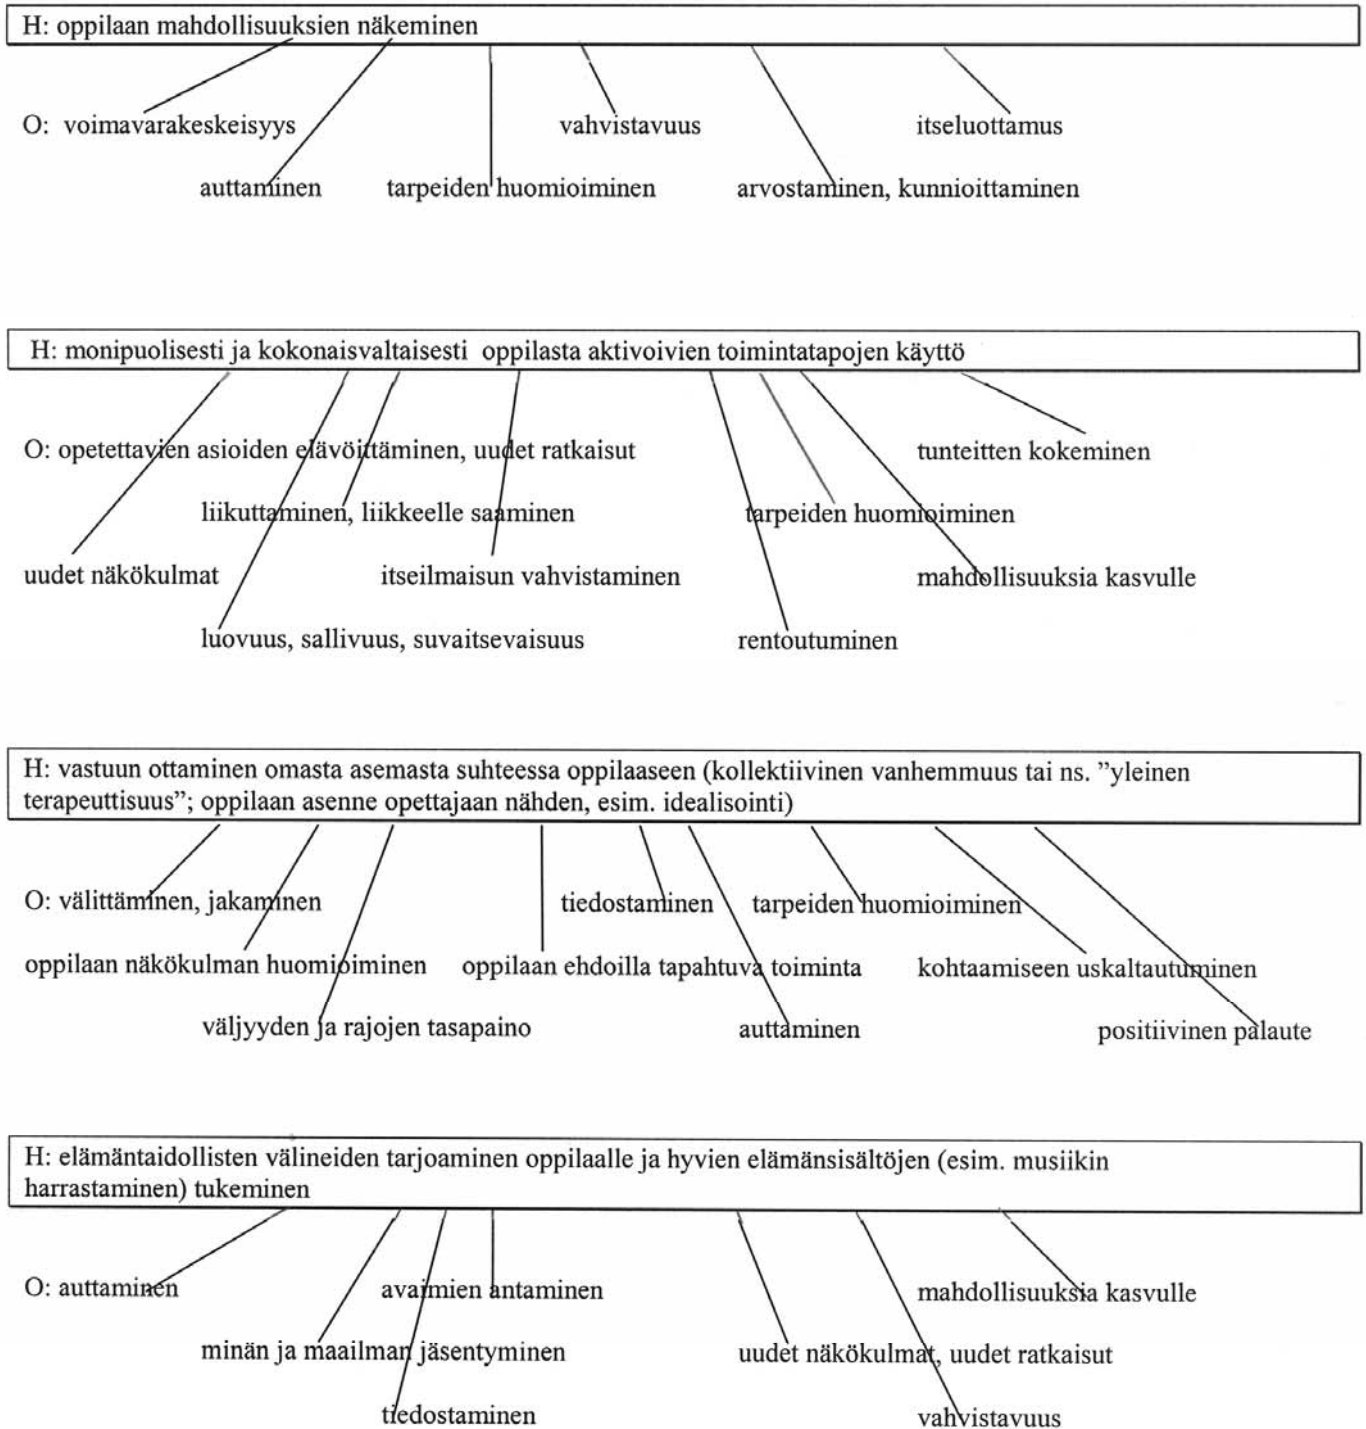 H: oppilaan mahdollisuuksien näkeminen
O: voimavarakeskeisyys vahvistavuus itseluottamus
auttaminen tarpeiden huomioiminen arvostaminen, kunnioittaminen
H: monipuolisesti ja kokonaisvaltaisesti oppilasta aktivoivien toimintatapojen käyttö
O: opetettavien asioiden elävöittäminen, uudet ratkaisut tunteitten kokeminen
liikuttaminen, liikkeelle saaminen tarpeiden huomioiminen
uudet näkökulmat itseilmaisun vahvistaminen mahdollisuuksia kasvulle
luovuus, sallivuus, suvaitsevaisuus rentoutuminen
H: vastuun ottaminen omasta asemasta suhteessa oppilaaseen (kollektiivinen vanhemmuus tai ns. ”yleinen
terapeuttisuus”; oppilaan asenne opettajaan nähden, esim. idealisointi)
O: välittäminen, jakaminen tiedostaminen tarpeiden huomioiminen
oppilaan näkökulman huomioiminen oppilaan ehdoilla tapahtuva toiminta kohtaamiseen uskaltautuminen
väljyyden ja rajojen tasapaino auttaminen positiivinen palaute
H: elämäntaidollisten välineiden tarjoaminen oppilaalle ja hyvien elämänsisältöjen (esim. musiikin
harrastaminen) tukeminen
O: auttaminen avaimien antaminen mahdollisuuksia kasvulle
minän ja maailman jäsentyminen uudet näkökulmat, uudet ratkaisut
tiedostaminen vahvistavuus